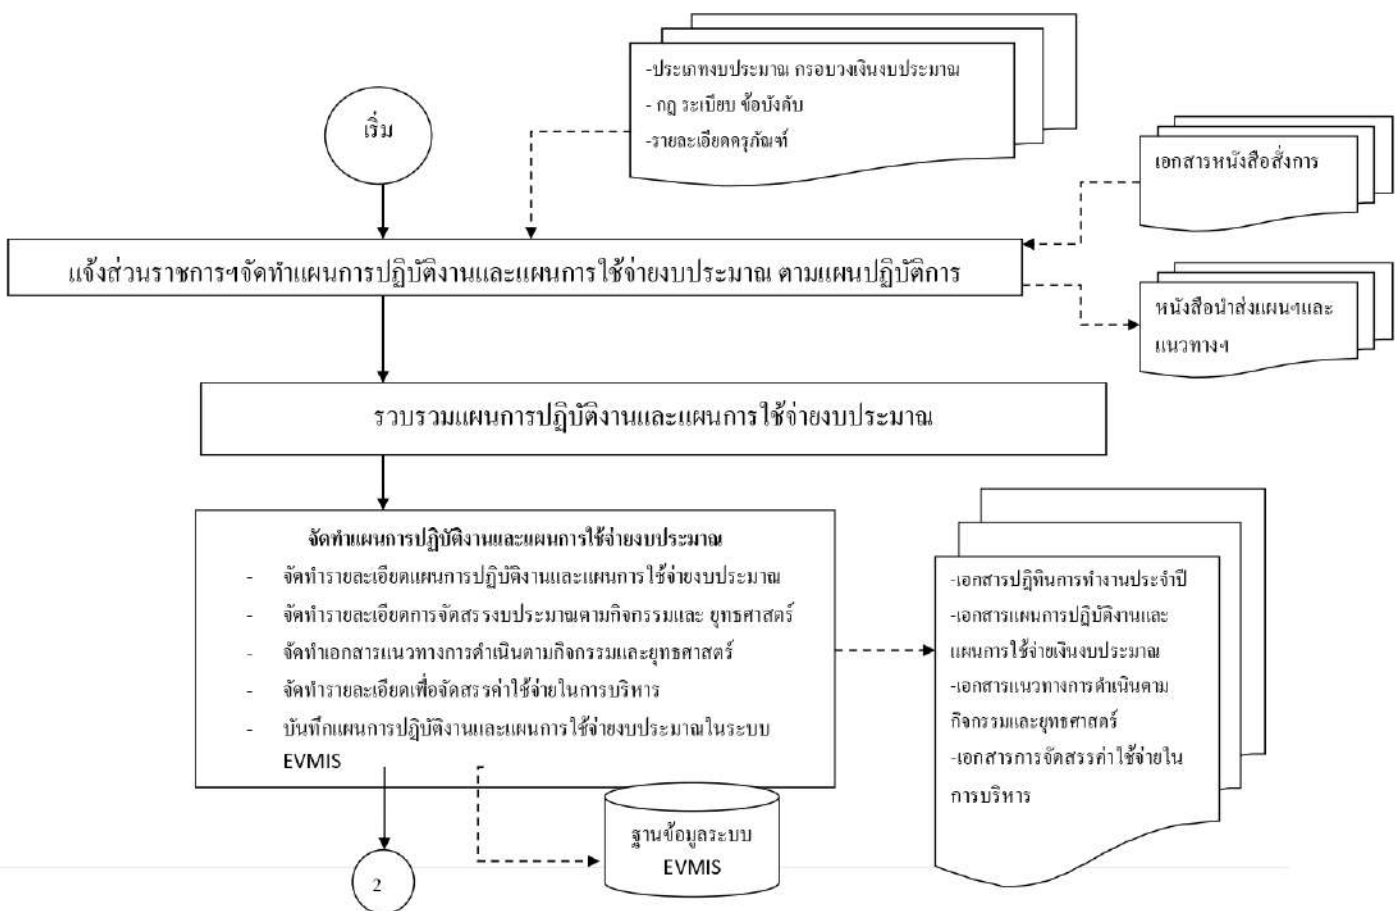 -ประเภทงบประมาณ กรอบวงเงินงบประมาณ
- กฎ ระเบียบ ข้อบังคับ
-รายละเอียดครุภัณฑ์
เริ่ม
เอกสารหนังสือสั่งการ
แจ้งส่วนราชการฯจัดทำแผนการปฏิบัติงานและแผนการใช้จ่ายงบประมาณ ตามแผนปฏิบัติการ
หนังสือนำส่งแผนฯและ
แนวทางฯ
รวบรวมแผนการปฏิบัติงานและแผนการใช้จ่ายงบประมาณ
จัดทำแผนการปฏิบัติงานและแผนการใช้จ่ายงบประมาณ
- จัดทำรายละเอียดแผนการปฏิบัติงานและแผนการใช้จ่ายงบประมาณ
- จัดทำรายละเอียดการจัดสรรงบประมาณตามกิจกรรมและ ยุทธศาสตร์
- จัดทำเอกสารแนวทางการดำเนินตามกิจกรรมและยุทธศาสตร์
- จัดทำรายละเอียดเพื่อจัดสรรค่าใช้จ่ายในการบริหาร
- บันทึกแผนการปฏิบัติงานและแผนการใช้จ่ายงบประมาณในระบบ
EVMIS
-เอกสารปฏิทินการทำงานประจำปี
-เอกสารแผนการปฏิบัติงานและ
แผนการใช้จ่ายเงินงบประมาณ
-เอกสารแนวทางการดำเนินตาม
กิจกรรมและยุทธศาสตร์
-เอกสารการจัดสรรค่าใช้จ่ายใน
การบริหาร
ฐานข้อมูลระบบ
EVMIS
2